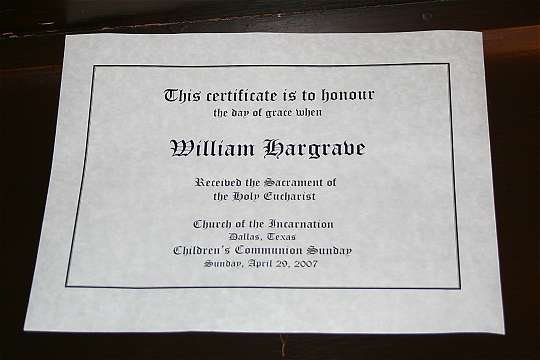 This certificate is to honour
the day of grace when
William Hargrave
Received the Sacrament of
the Holy Eucharist
Church of the Incarnation
Dallas, Texas
Children's Communion Sunday
Sunday, April 29, 2007